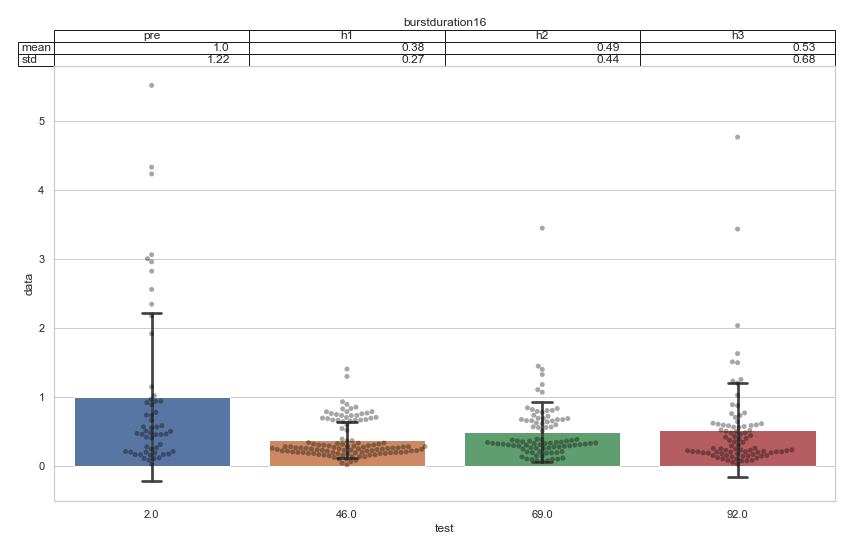 burstduration16
pre h1 h2 h3
mean 1.0 0.38 0.49 0.53
std 1.22 0.27 0.44 0.68
5
4
3
2
1
0
data
2.0 46.0 69.0 92.0
test